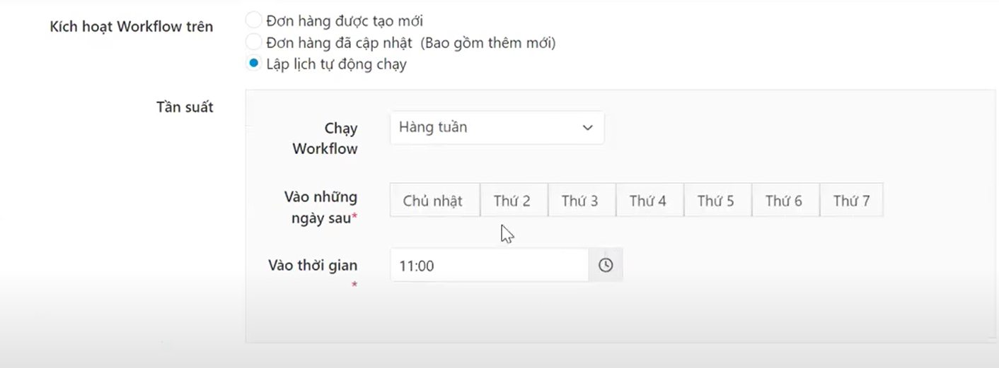 Kích hoạt Workflow trên
Đơn hàng được tạo mới
Đơn hàng đã cập nhật (Bao gồm thêm mới)
Lập lịch tự động chạy
Tần suất
Chạy
Workflow
Hàng tuần
Vào những
ngày sau*
Chủ nhật Thứ 2 Thứ 3 Thứ 4 Thứ 5 Thứ 6 Thứ 7
Vào thời gian
*
11:00